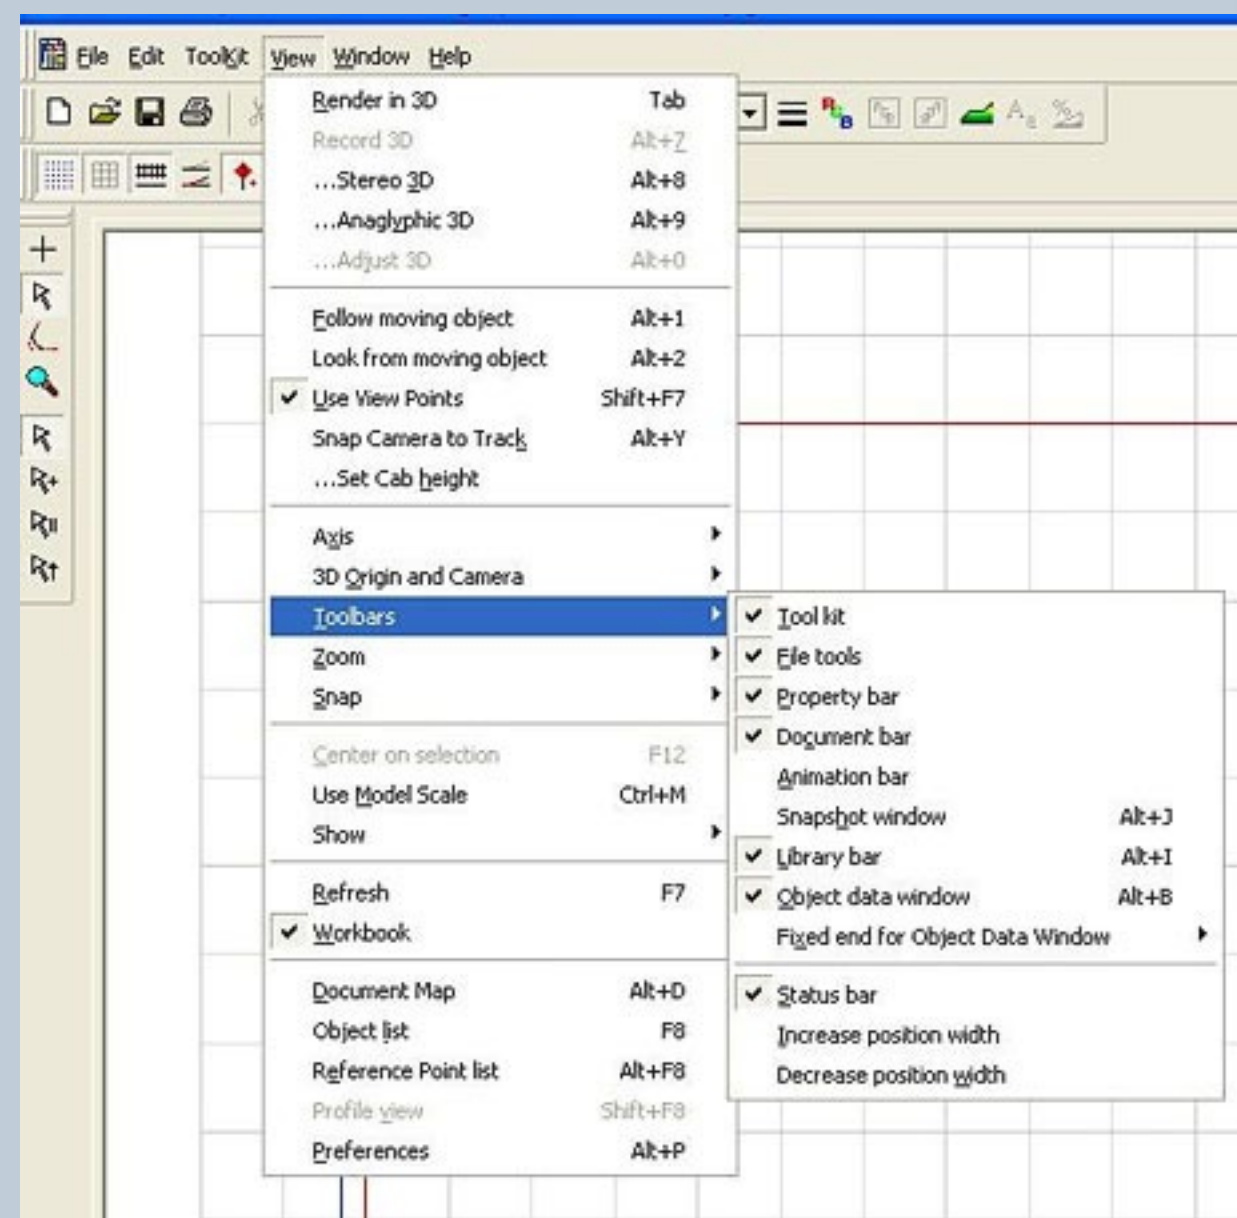 File Edit ToolKit View Window Help
Render in 3D Tab
Record 3D Alt+Z
...Stereo 3D Alt+8
...Anaglyphic 3D Alt+9
...Adjust 3D Alt+0
Follow moving object Alt+1
Look from moving object Alt+2
Use View Points Shift+F7
Snap Camera to Track Alt+Y
...Set Cab height
Axis
3D Origin and Camera
Toolbars
Zoom
Snap
Center on selection F12
Use Model Scale Ctrl+M
Show
Refresh F7
Workbook
Document Map Alt+D
Object list F8
Reference Point list Alt+F8
Profile view Shift+F8
Preferences Alt+P
Tool kit
File tools
Property bar
Document bar
Animation bar
Snapshot window Alt+J
Library bar Alt+I
Object data window Alt+B
Fixed end for Object Data Window
Status bar
Increase position width
Decrease position width